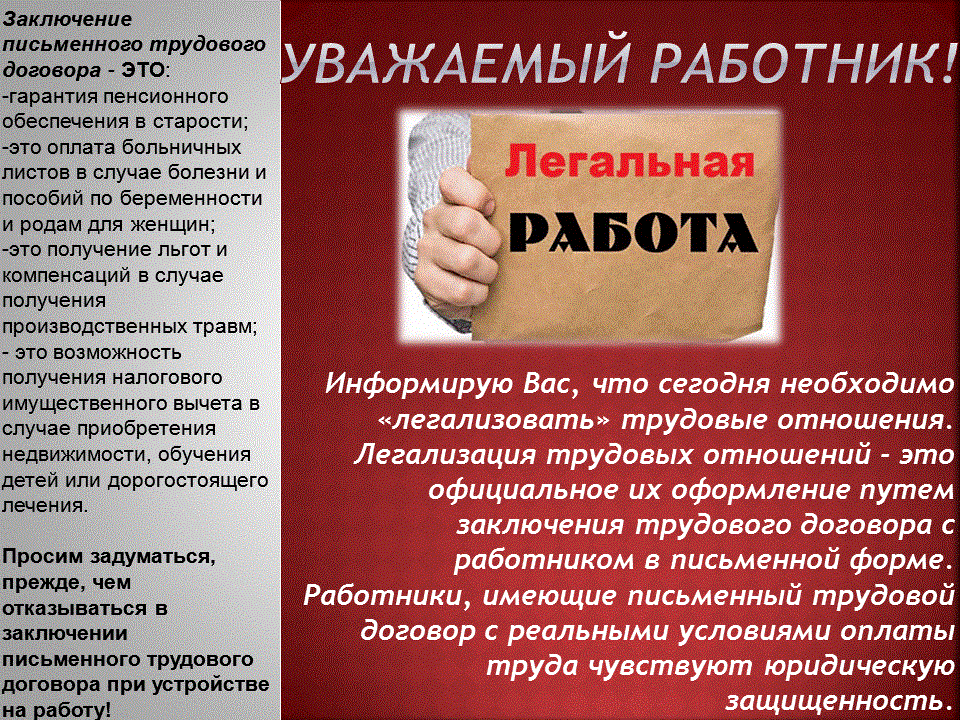 Заключение
письменного трудового
договора - ЭТО:
-гарантия пенсионного
обеспечения в старости;
-это оплата больничных
листов в случае болезни и
пособий по беременности
и родам для женщин;
-это получение льгот и
компенсаций в случае
получения
производственных травм;
- это возможность
получения налогового
имущественного вычета в
случае приобретения
недвижимости, обучения
детей или дорогостоящего
лечения.
Просим задуматься,
прежде, чем
отказываться в
заключении
письменного трудового
договора при устройстве
на работу!
УВАЖАЕМЫЙ РАБОТНИК!
Легальная
РАБОТА
Информирую Вас, что сегодня необходимо
«легализовать» трудовые отношения.
Легализация трудовых отношений - это
официальное их оформление путем
заключения трудового договора с
работником в письменной форме.
Работники, имеющие письменный трудовой
договор с реальными условиями оплаты
труда чувствуют юридическую
защищенность.